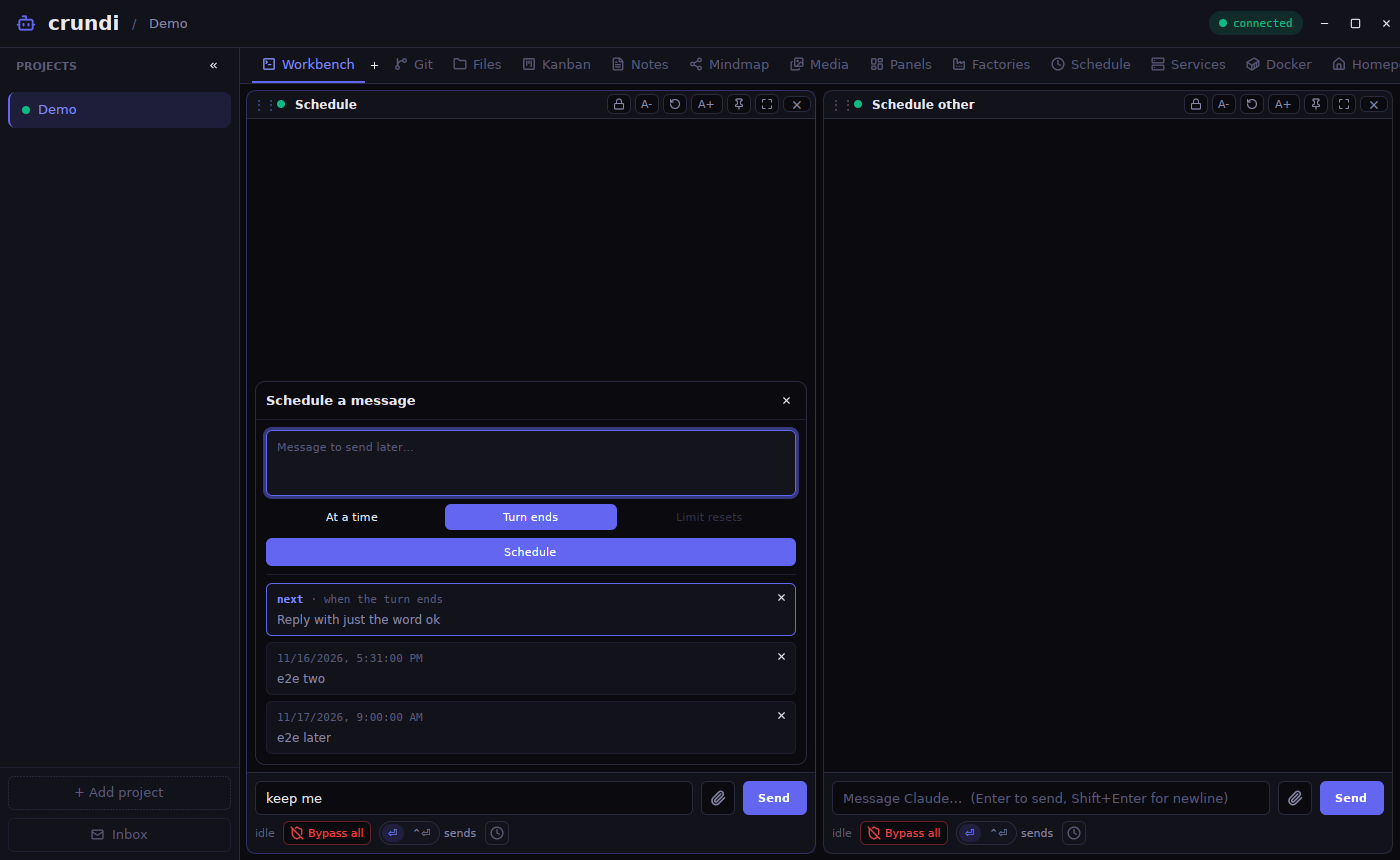 crundi / Demo
connected
PROJECTS «
Demo
+ Add project
Inbox
Workbench + Git Files Kanban Notes Mindmap Media Panels Factories Schedule Services Docker Homep
Schedule A- A+
Schedule a message
Message to send later...
At a time Turn ends Limit resets
Schedule
next · when the turn ends
Reply with just the word ok
11/16/2026, 5:31:00 PM
e2e two
11/17/2026, 9:00:00 AM
e2e later
keep me Send
idle Bypass all ⏎ ⌃⏎ sends
Schedule other A- A+
Message Claude... (Enter to send, Shift+Enter for newline) Send
idle Bypass all ⏎ ⌃⏎ sends